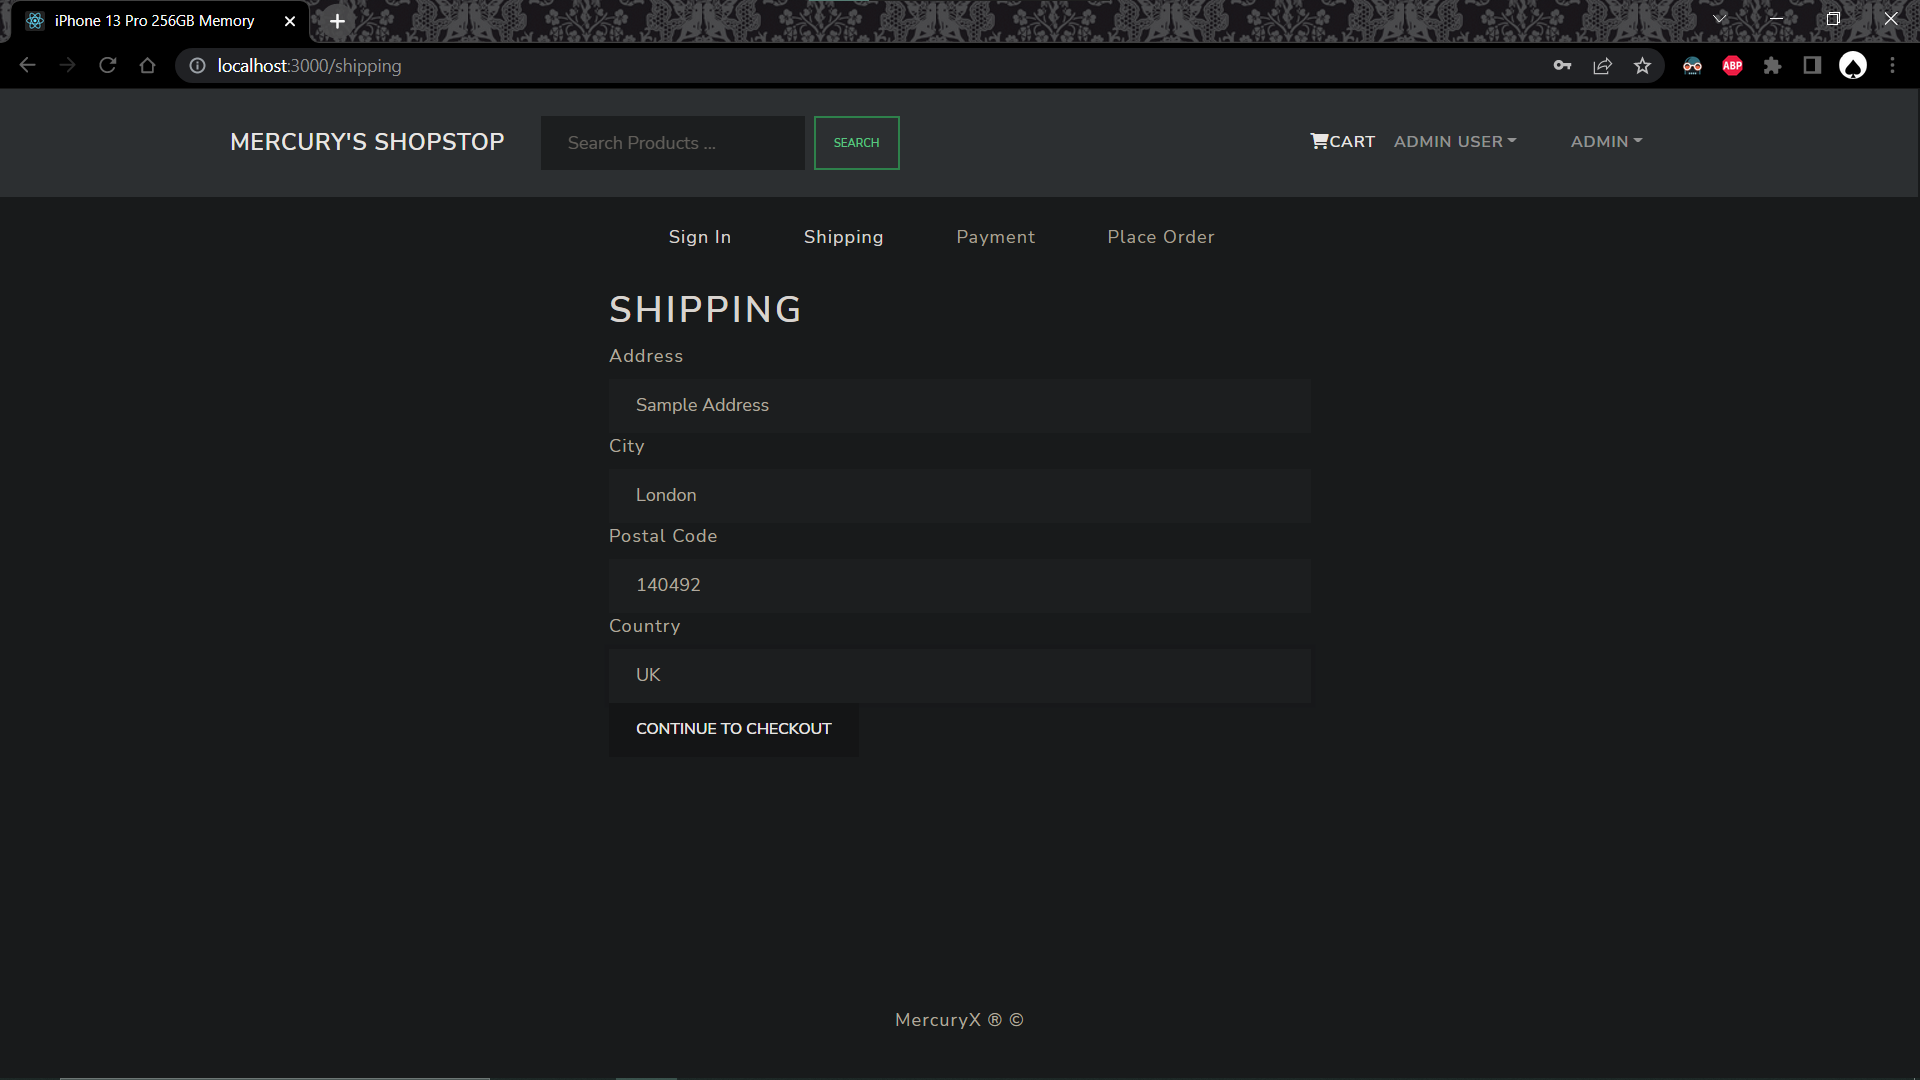 iPhone 13 Pro 256GB Memory
localhost:3000/shipping
ABP
MERCURY'S SHOPSTOP
Search Products ...
SEARCH
CART
ADMIN USER
ADMIN
Sign In
Shipping
Payment
Place Order
SHIPPING
Address
Sample Address
City
London
Postal Code
140492
Country
UK
CONTINUE TO CHECKOUT
MercuryX ® ©